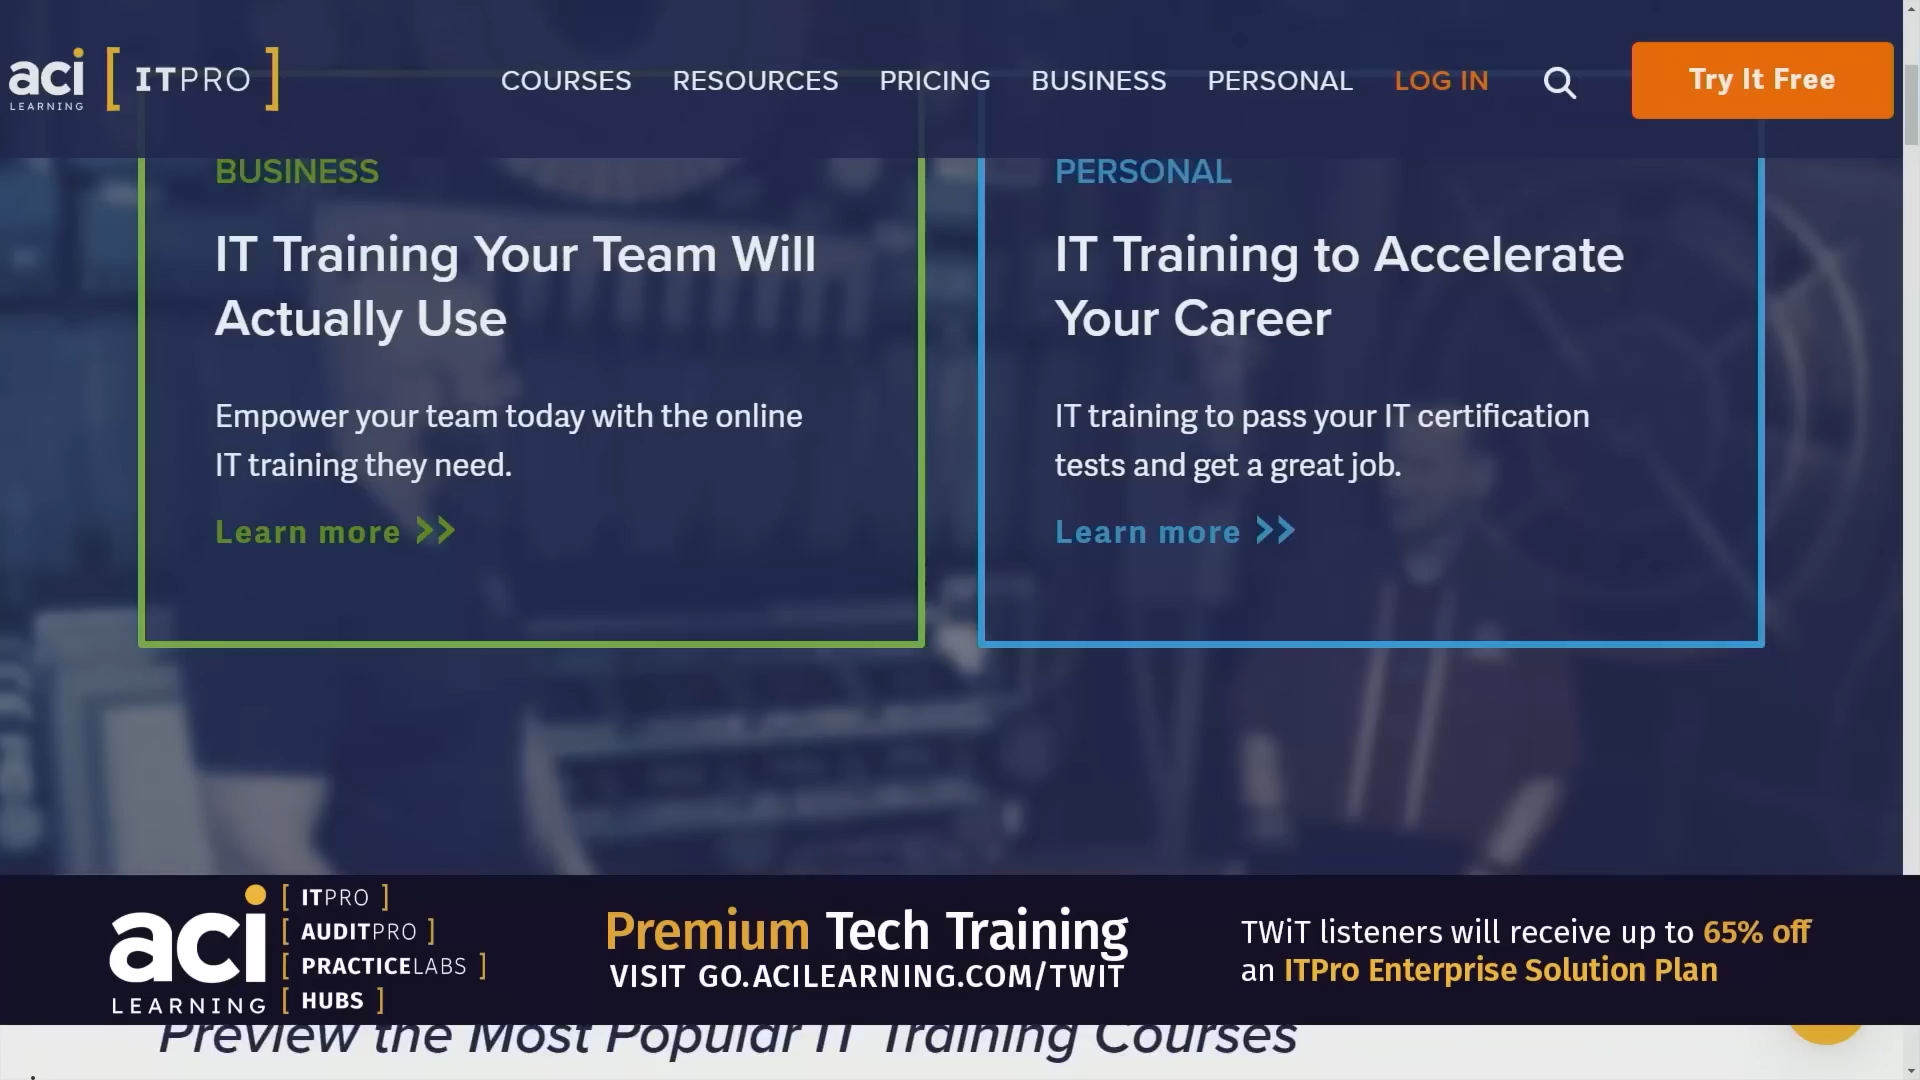 aci LEARNING [ ITPRO ]
COURSES RESOURCES PRICING BUSINESS PERSONAL LOG IN Try It Free
BUSINESS
IT Training Your Team Will
Actually Use
Empower your team today with the online
IT training they need.
Learn more >>
PERSONAL
IT Training to Accelerate
Your Career
IT training to pass your IT certification
tests and get a great job.
Learn more >>
aci
LEARNING
[ ITPRO ]
[ AUDITPRO ]
[ PRACTICELABS ]
[ HUBS ]
Premium Tech Training
VISIT GO.ACILEARNING.COM/TWIT
TWiT listeners will receive up to 65% off
an ITPro Enterprise Solution Plan
Preview the Most Popular IT Training Courses